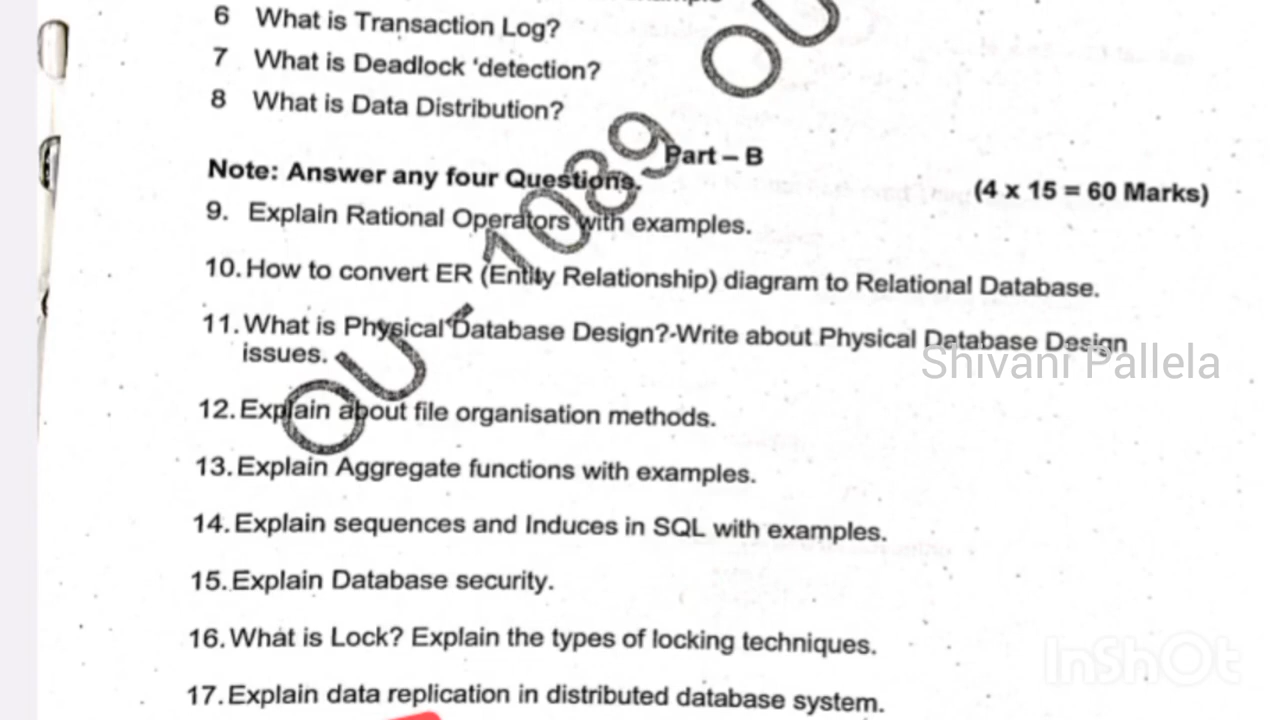 6 What is Transaction Log?
7 What is Deadlock 'detection?
8 What is Data Distribution?
Part – B
Note: Answer any four Questions.
(4 x 15 = 60 Marks)
9. Explain Rational Operators with examples.
10. How to convert ER (Entity Relationship) diagram to Relational Database.
11. What is Physical Database Design?-Write about Physical Database Design
issues.
Shivani Pallela
12. Explain about file organisation methods.
13. Explain Aggregate functions with examples.
14. Explain sequences and Induces in SQL with examples.
15. Explain Database security.
16. What is Lock? Explain the types of locking techniques.
17. Explain data replication in distributed database system.
OU - 1089 OU
InShOt